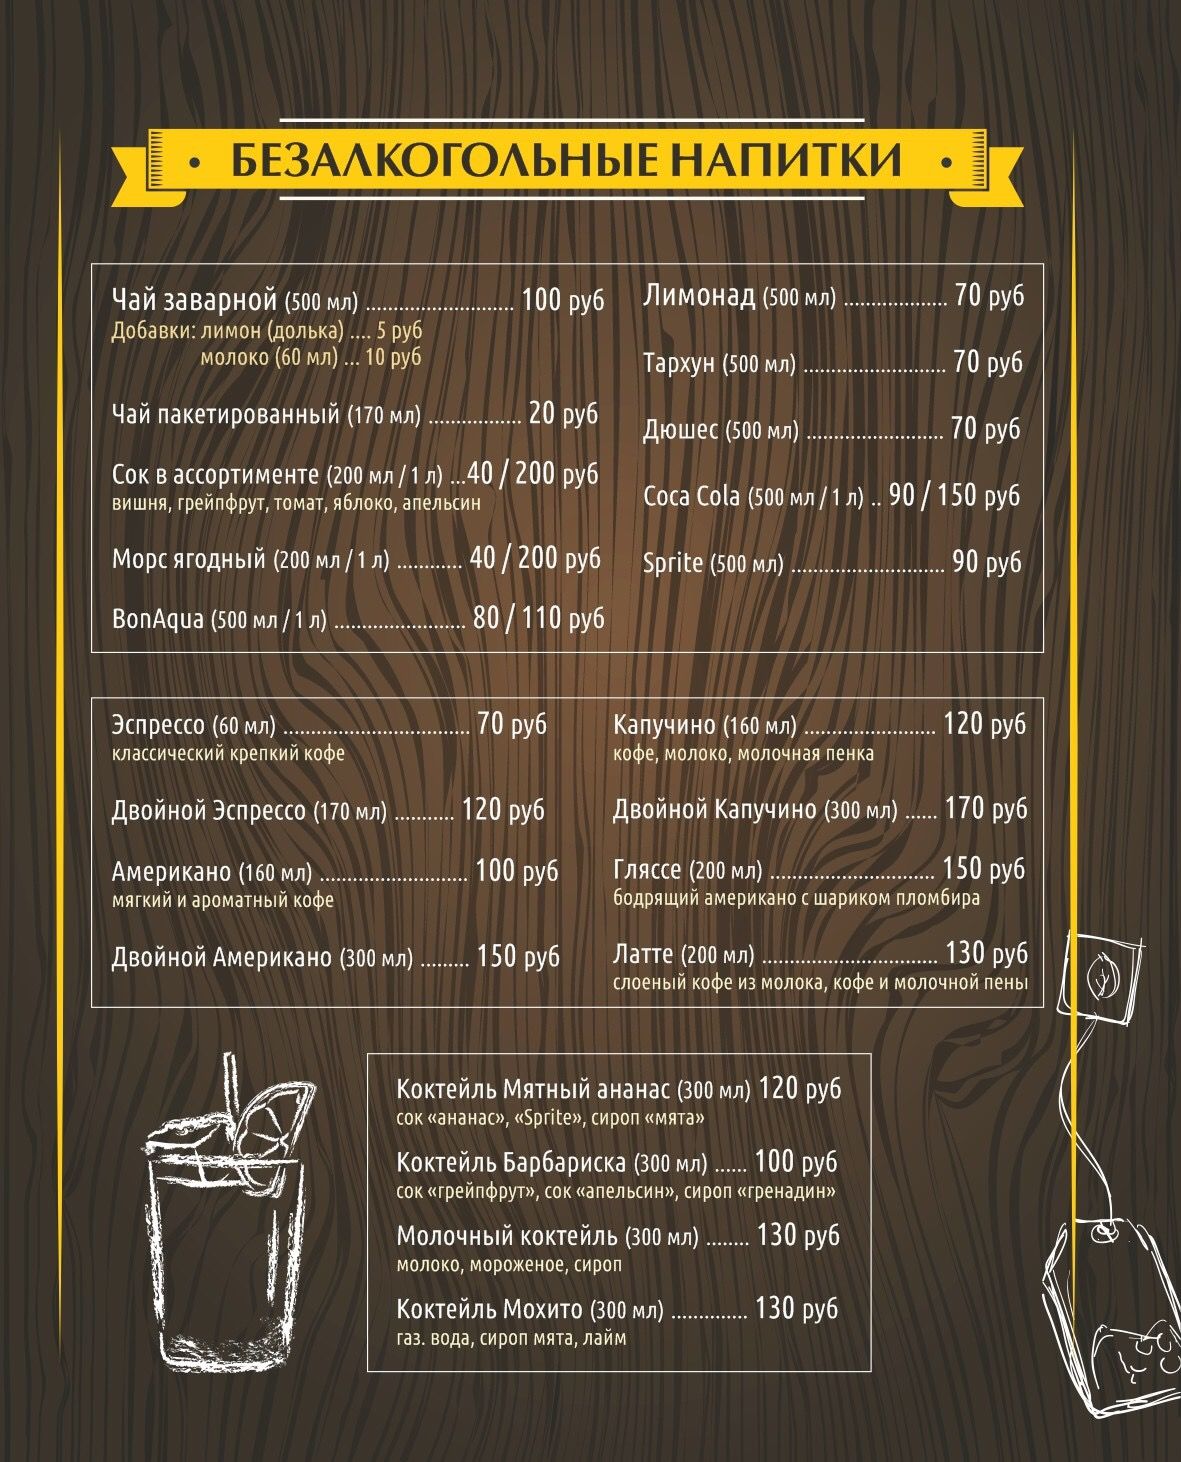 БЕЗАЛКОГОЛЬНЫЕ НАПИТКИ
Чай заварной (500 мл) ........................... 100 руб
Добавки: лимон (долька) .... 5 руб
молоко (60 мл) ... 10 руб
Чай пакетированный (170 мл) ................. 20 руб
Сок в ассортименте (200 мл / 1 л) ...40 / 200 руб
вишня, грейпфрут, томат, яблоко, апельсин
Морс ягодный (200 мл / 1 л) ............ 40 / 200 руб
BonAqua (500 мл / 1 л) ........................ 80 / 110 руб
Лимонад (500 мл) ................... 70 руб
Тархун (500 мл) .......................... 70 руб
Дюшес (500 мл) ......................... 70 руб
Coca Cola (500 мл / 1 л) .. 90 / 150 руб
Sprite (500 мл) ............................ 90 руб
Эспрессо (60 мл) .................................. 70 руб
классический крепкий кофе
Двойной Эспрессо (170 мл) ........... 120 руб
Американо (160 мл) ........................... 100 руб
мягкий и ароматный кофе
Двойной Американо (300 мл) ......... 150 руб
Капучино (160 мл) ........................ 120 руб
кофе, молоко, молочная пенка
Двойной Капучино (300 мл) ...... 170 руб
Гляссе (200 мл) .............................. 150 руб
бодрящий американо с шариком пломбира
Латте (200 мл) ................................ 130 руб
слоеный кофе из молока, кофе и молочной пены
Коктейль Мятный ананас (300 мл) 120 руб
сок «ананас», «Sprite», сироп «мята»
Коктейль Барбариска (300 мл) ...... 100 руб
сок «грейпфрут», сок «апельсин», сироп «гренадин»
Молочный коктейль (300 мл) ........ 130 руб
молоко, мороженое, сироп
Коктейль Мохито (300 мл) .............. 130 руб
газ. вода, сироп мята, лайм